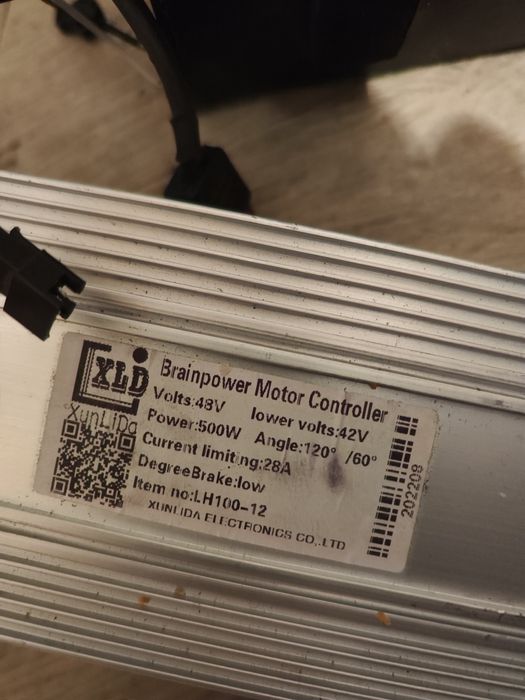 XLD
XunLiDa
Brainpower Motor Controller
Volts:48V lower volts:42V
Power:500W Angle:120° /60°
Current limiting:28A
DegreeBrake:low
Item no:LH100-12
XUNLIDA ELECTRONICS CO,.LTD
202209